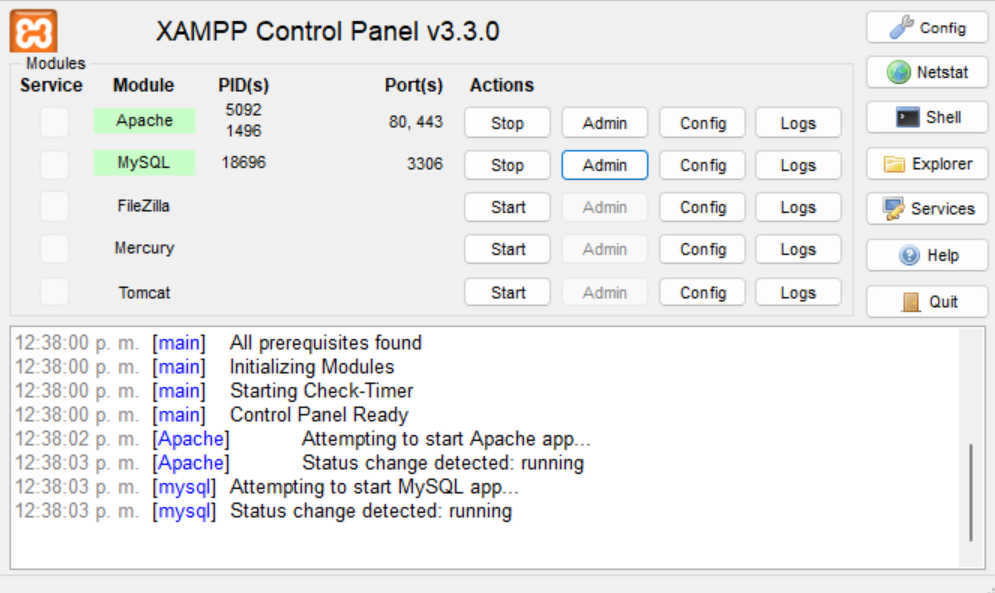 XAMPP Control Panel v3.3.0
Config
Modules
Service Module PID(s) Port(s) Actions
Netstat
Apache 5092 1496 80, 443 Stop Admin Config Logs
Shell
MySQL 18696 3306 Stop Admin Config Logs
Explorer
FileZilla Start Admin Config Logs
Services
Mercury Start Admin Config Logs
Help
Tomcat Start Admin Config Logs
Quit
12:38:00 p. m. [main] All prerequisites found
12:38:00 p. m. [main] Initializing Modules
12:38:00 p. m. [main] Starting Check-Timer
12:38:00 p. m. [main] Control Panel Ready
12:38:02 p. m. [Apache] Attempting to start Apache app...
12:38:03 p. m. [Apache] Status change detected: running
12:38:03 p. m. [mysql] Attempting to start MySQL app...
12:38:03 p. m. [mysql] Status change detected: running